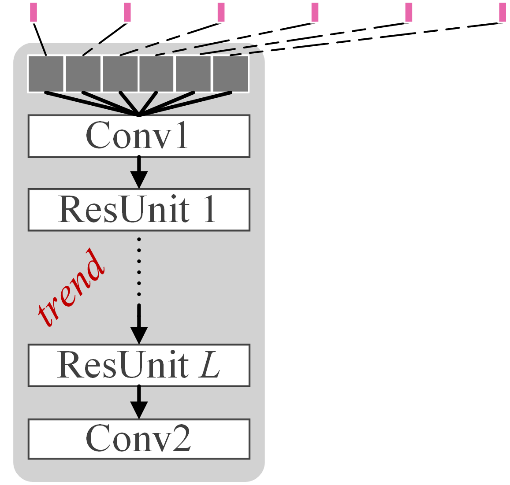 Conv1
ResUnit 1
trend
ResUnit L
Conv2